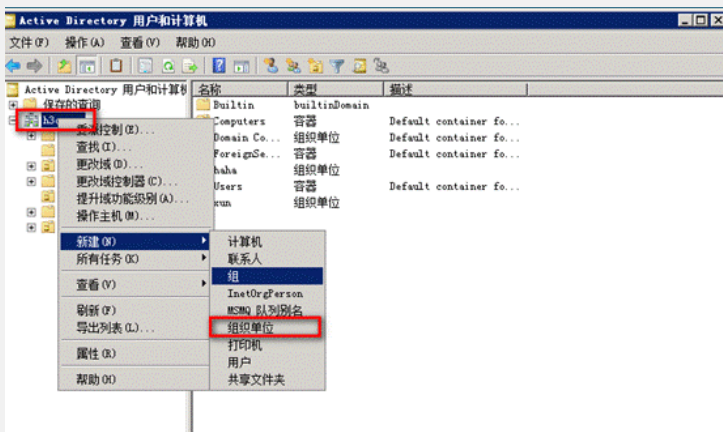 Active Directory 用户和计算机
文件(F) 操作(A) 查看(V) 帮助(H)
Active Directory 用户和计算机
名称 类型 描述
保存的查询
h3c
Builtin builtinDomain
Computers 容器 Default container fo...
Domain Co... 组织单位 Default container fo...
ForeignSe... 容器 Default container fo...
haha 组织单位
Users 容器 Default container fo...
xun 组织单位
委派控制(E)...
查找(I)...
更改域(D)...
更改域控制器(C)...
提升域功能级别(A)...
操作主机(M)...
新建(N)
所有任务(K)
查看(V)
刷新(F)
导出列表(L)...
属性(R)
帮助(H)
计算机
联系人
组
InetOrgPerson
MSMQ 队列别名
组织单位
打印机
用户
共享文件夹